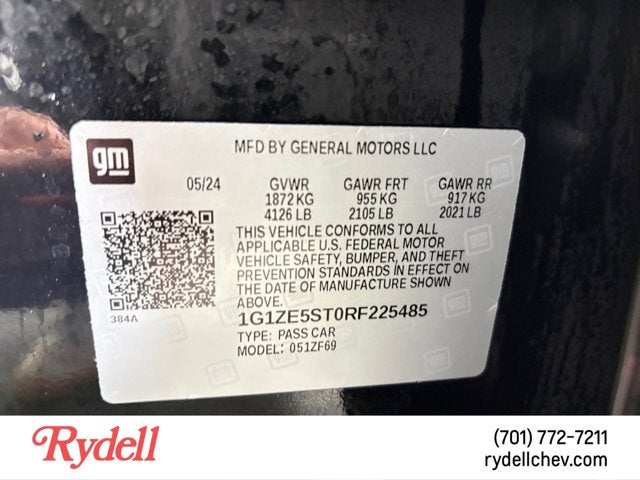 gm
MFD BY GENERAL MOTORS LLC
05/24 GVWR GAWR FRT GAWR RR
1872 KG 955 KG 917 KG
4126 LB 2105 LB 2021 LB
THIS VEHICLE CONFORMS TO ALL
APPLICABLE U.S. FEDERAL MOTOR
VEHICLE SAFETY, BUMPER, AND THEFT
PREVENTION STANDARDS IN EFFECT ON
THE DATE OF MANUFACTURE SHOWN
ABOVE.
384A
1G1ZE5ST0RF225485
TYPE: PASS CAR
MODEL: 051ZF69
Rydell
(701) 772-7211
rydellchev.com